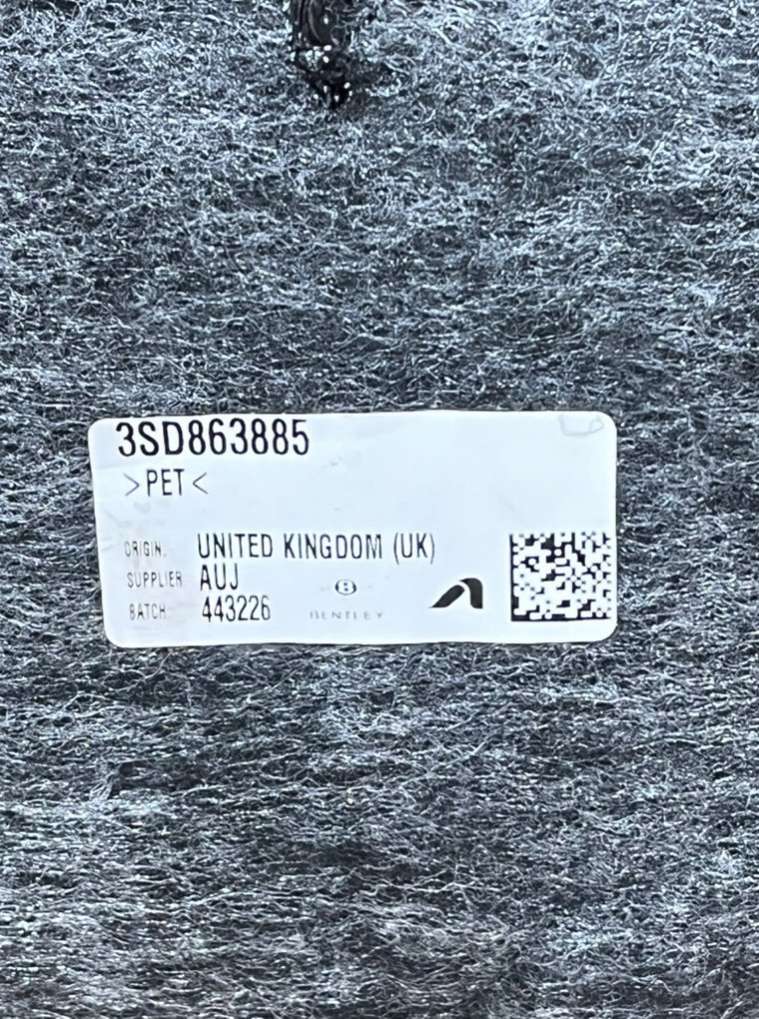 3SD863885
>PET<
ORIGIN: UNITED KINGDOM (UK)
SUPPLIER AUJ
BATCH: 443226
B
BENTLEY